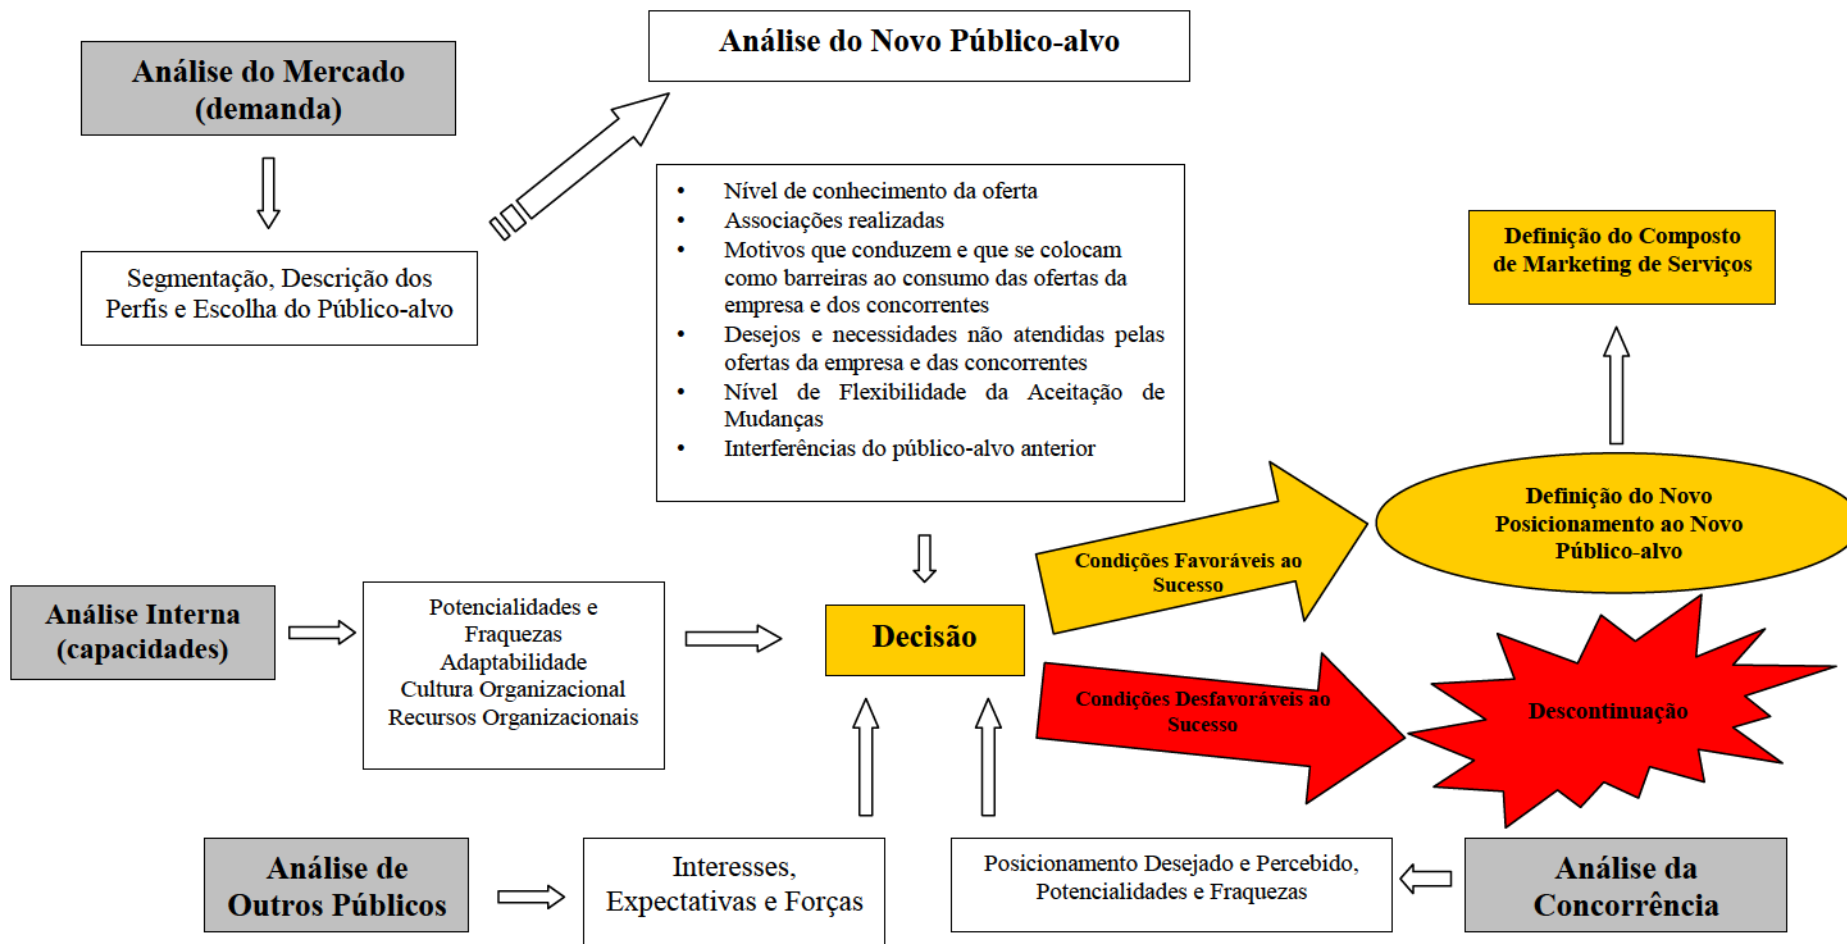 Análise do Mercado
(demanda)
Análise do Novo Público-alvo
Segmentação, Descrição dos
Perfis e Escolha do Público-alvo
• Nível de conhecimento da oferta
• Associações realizadas
• Motivos que conduzem e que se colocam
como barreiras ao consumo das ofertas da
empresa e dos concorrentes
• Desejos e necessidades não atendidas pelas
ofertas da empresa e das concorrentes
• Nível de Flexibilidade da Aceitação de
Mudanças
• Interferências do público-alvo anterior
Definição do Composto
de Marketing de Serviços
Definição do Novo
Posicionamento ao Novo
Público-alvo
Condições Favoráveis ao
Sucesso
Análise Interna
(capacidades)
Potencialidades e
Fraquezas
Adaptabilidade
Cultura Organizacional
Recursos Organizacionais
Decisão
Condições Desfavoráveis ao
Sucesso
Descontinuação
Análise de
Outros Públicos
Interesses,
Expectativas e Forças
Posicionamento Desejado e Percebido,
Potencialidades e Fraquezas
Análise da
Concorrência